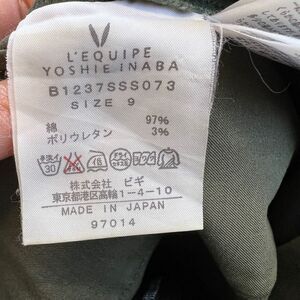 L'EQUIPE
YOSHIE INABA
B1237SSS073
SIZE 9
綿 97%
ポリウレタン 3%
30
株式会社 ビギ
東京都港区高輪1-4-10
MADE IN JAPAN
97014